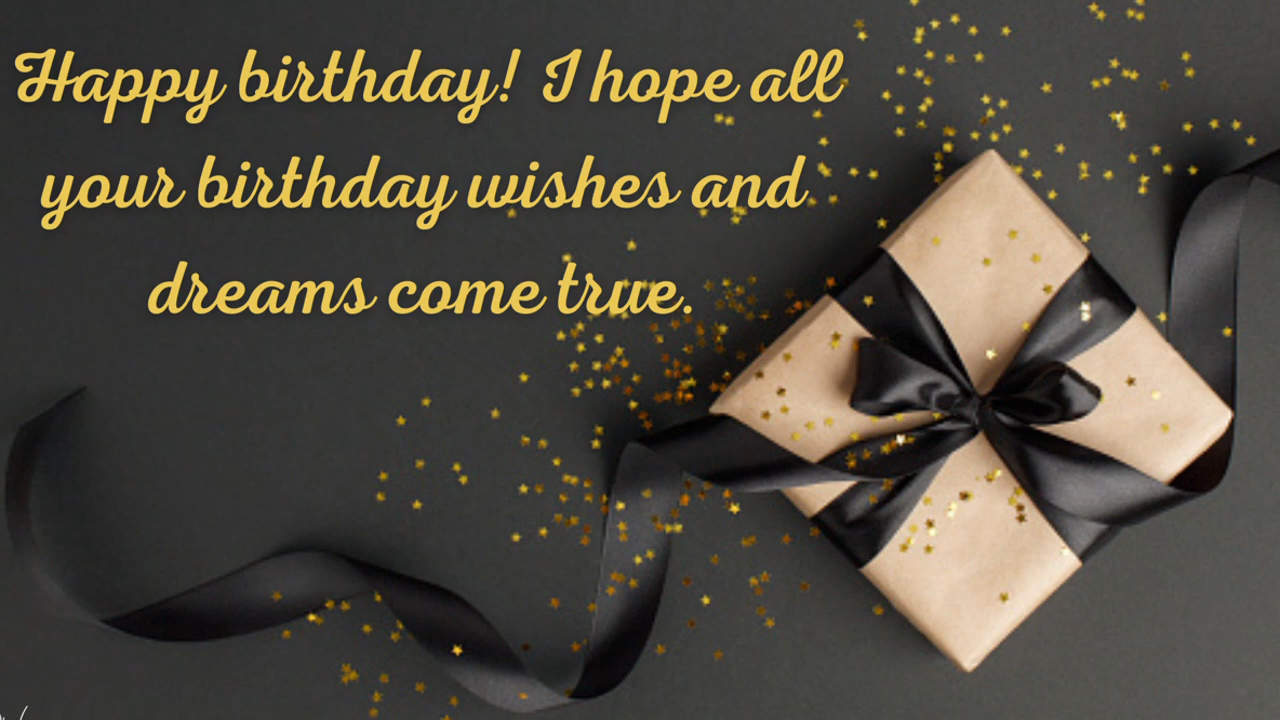 Happy birthday! I hope all
your birthday wishes and
dreams come true.